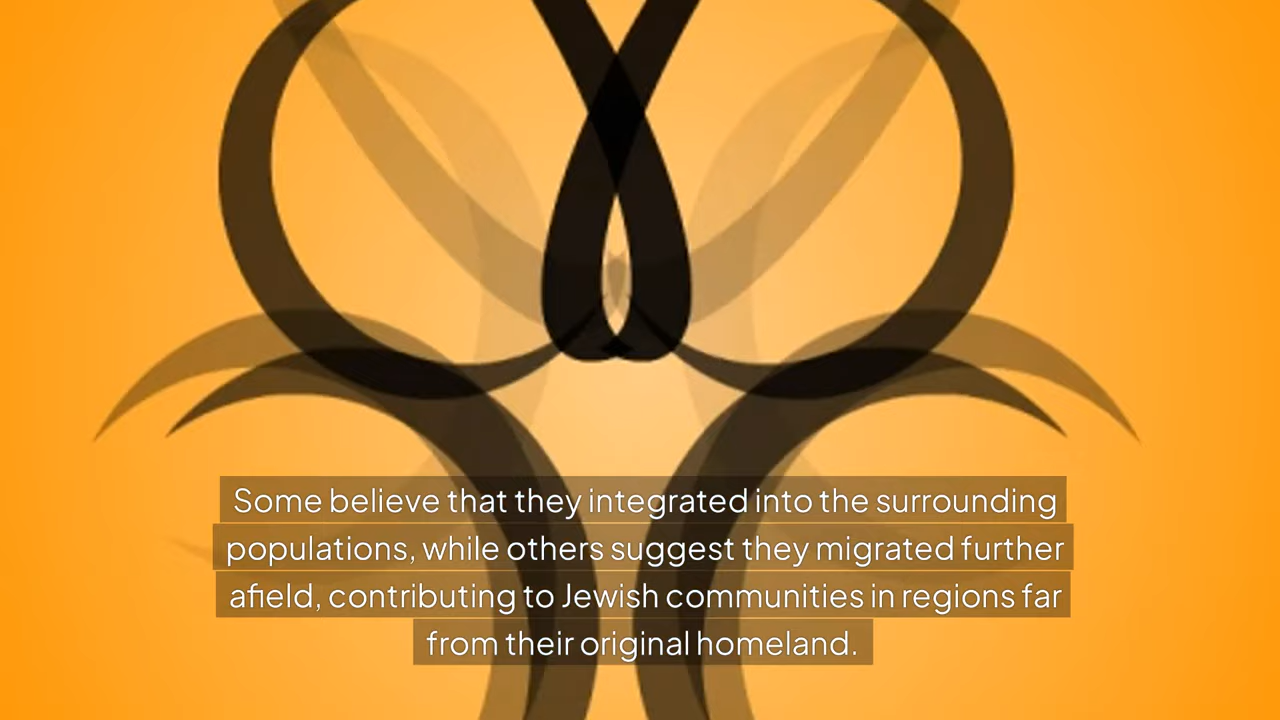 Some believe that they integrated into the surrounding
populations, while others suggest they migrated further
afield, contributing to Jewish communities in regions far
from their original homeland.